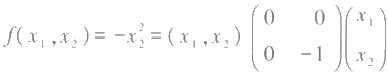 f( x₁ , x₂ ) = −x₂² = ( x₁ , x₂ ) ( 0 0 ; 0 −1 ) ( x₁ ; x₂ )